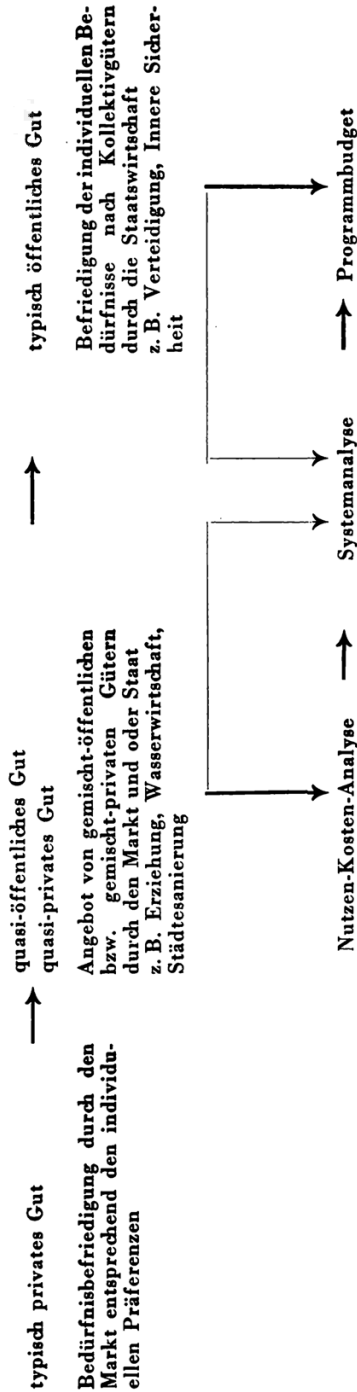 typisch privates Gut
Bedürfnisbefriedigung durch den
Markt entsprechend den individu-
ellen Präferenzen
quasi-öffentliches Gut
quasi-privates Gut
Angebot von gemischt-öffentlichen
bzw. gemischt-privaten Gütern
durch den Markt und oder Staat
z. B. Erziehung, Wasserwirtschaft,
Städtesanierung
typisch öffentliches Gut
Befriedigung der individuellen Be-
dürfnisse nach Kollektivgütern
durch die Staatswirtschaft
z. B. Verteidigung, Innere Sicher-
heit
Nutzen-Kosten-Analyse
Systemanalyse
Programmbudget